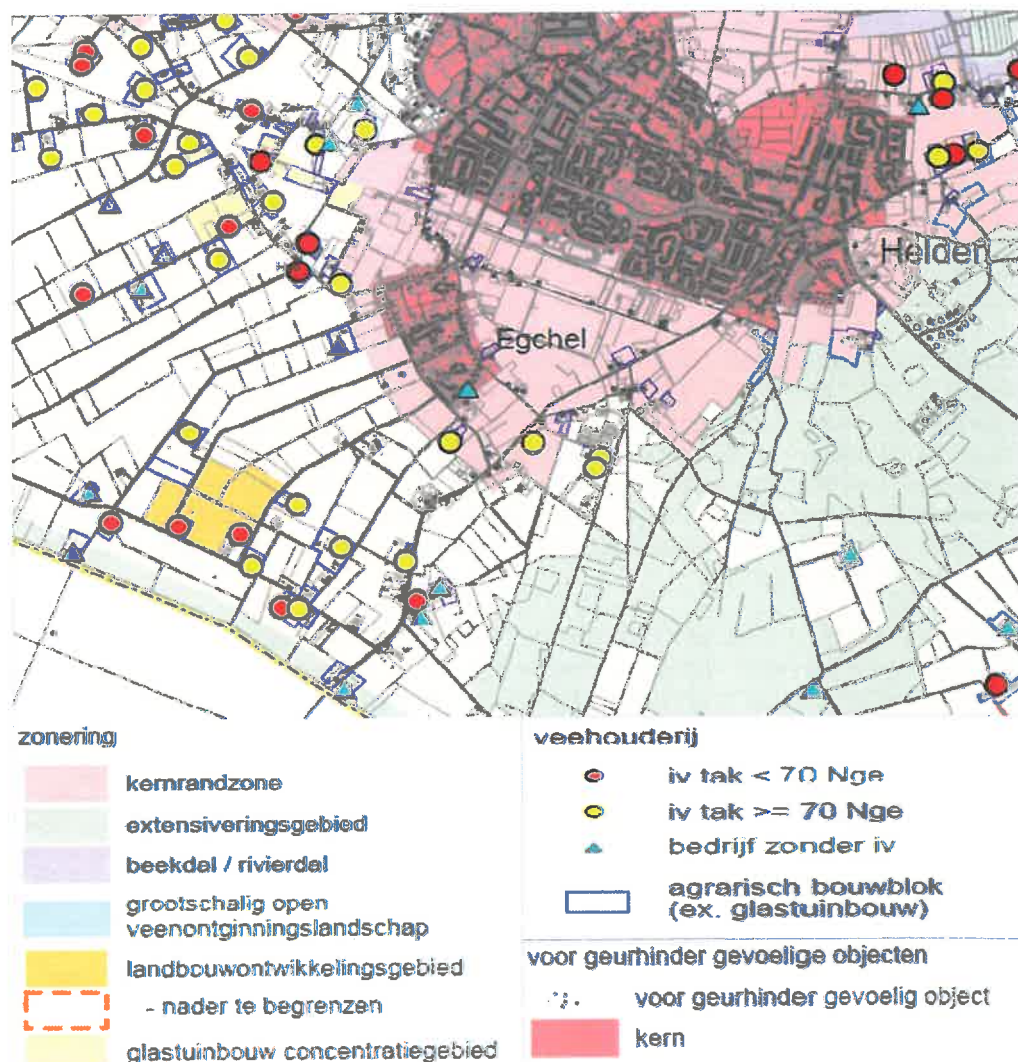 Helder
Egchel
zonering
kernrandzone
extensiveringsgebied
beekdal / rivierdal
grootschalig open
veenontginningslandschap
landbouwontwikkelingsgebied
- nader te begrenzen
glastuinbouw concentratiegebied
veehouderij
iv tak < 70 Nge
iv tak >= 70 Nge
bedrijf zonder iv
agrarisch bouwblok
(ex. glastuinbouw)
voor geurhinder gevoelige objecten
voor geurhinder gevoelig object
kern